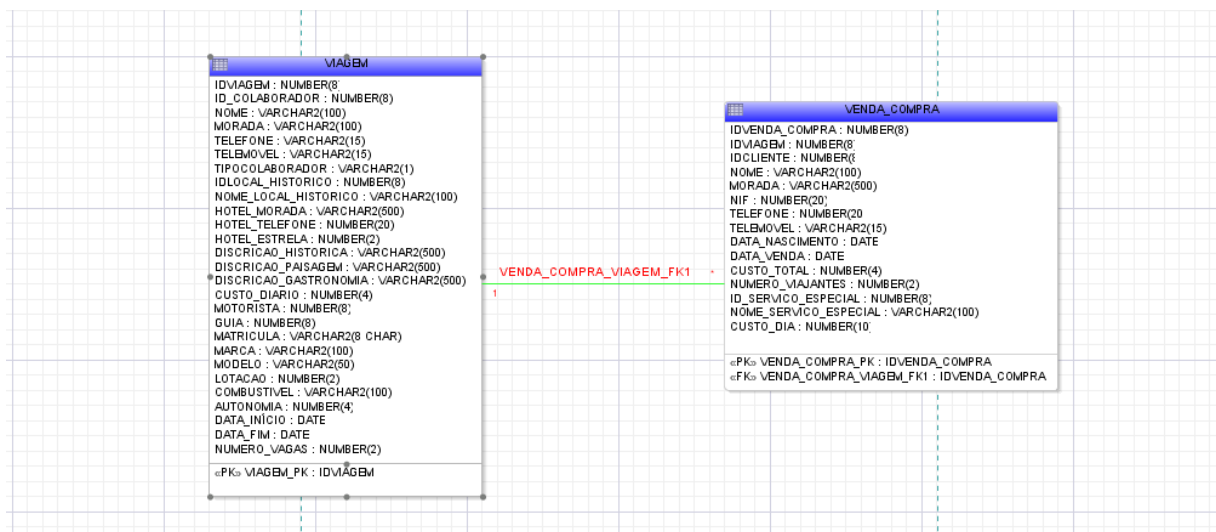 VIAGEM
IDVIAGEM : NUMBER(8)
ID_COLABORADOR : NUMBER(8)
NOME : VARCHAR2(100)
MORADA : VARCHAR2(100)
TELEFONE : VARCHAR2(15)
TELEMOVEL : VARCHAR2(15)
TIPOCOLABORADOR : VARCHAR2(1)
IDLOCAL_HISTORICO : NUMBER(8)
NOME_LOCAL_HISTORICO : VARCHAR2(100)
HOTEL_MORADA : VARCHAR2(500)
HOTEL_TELEFONE : NUMBER(20)
HOTEL_ESTRELA : NUMBER(2)
DISCRICAO_HISTORICA : VARCHAR2(500)
DISCRICAO_PAISAGEM : VARCHAR2(500)
DISCRICAO_GASTRONOMIA : VARCHAR2(500)
CUSTO_DIARIO : NUMBER(4)
MOTORISTA : NUMBER(8)
GUIA : NUMBER(8)
MATRICULA : VARCHAR2(8 CHAR)
MARCA : VARCHAR2(100)
MODELO : VARCHAR2(50)
LOTACAO : NUMBER(2)
COMBUSTIVEL : VARCHAR2(100)
AUTONOMIA : NUMBER(4)
DATA_INÍCIO : DATE
DATA_FIM : DATE
NUMERO_VAGAS : NUMBER(2)
«PK» VIAGEM_PK : IDVIAGEM
VENDA_COMPRA_VIAGEM_FK1 *
1
VENDA_COMPRA
IDVENDA_COMPRA : NUMBER(8)
IDVIAGEM : NUMBER(8)
IDCLIENTE : NUMBER(8
NOME : VARCHAR2(100)
MORADA : VARCHAR2(500)
NIF : NUMBER(20)
TELEFONE : NUMBER(20
TELEMOVEL : VARCHAR2(15)
DATA_NASCIMENTO : DATE
DATA_VENDA : DATE
CUSTO_TOTAL : NUMBER(4)
NUMERO_VIAJANTES : NUMBER(2)
ID_SERVICO_ESPECIAL : NUMBER(8)
NOME_SERVICO_ESPECIAL : VARCHAR2(100)
CUSTO_DIA : NUMBER(10)
«PK» VENDA_COMPRA_PK : IDVENDA_COMPRA
«FK» VENDA_COMPRA_VIAGEM_FK1 : IDVENDA_COMPRA